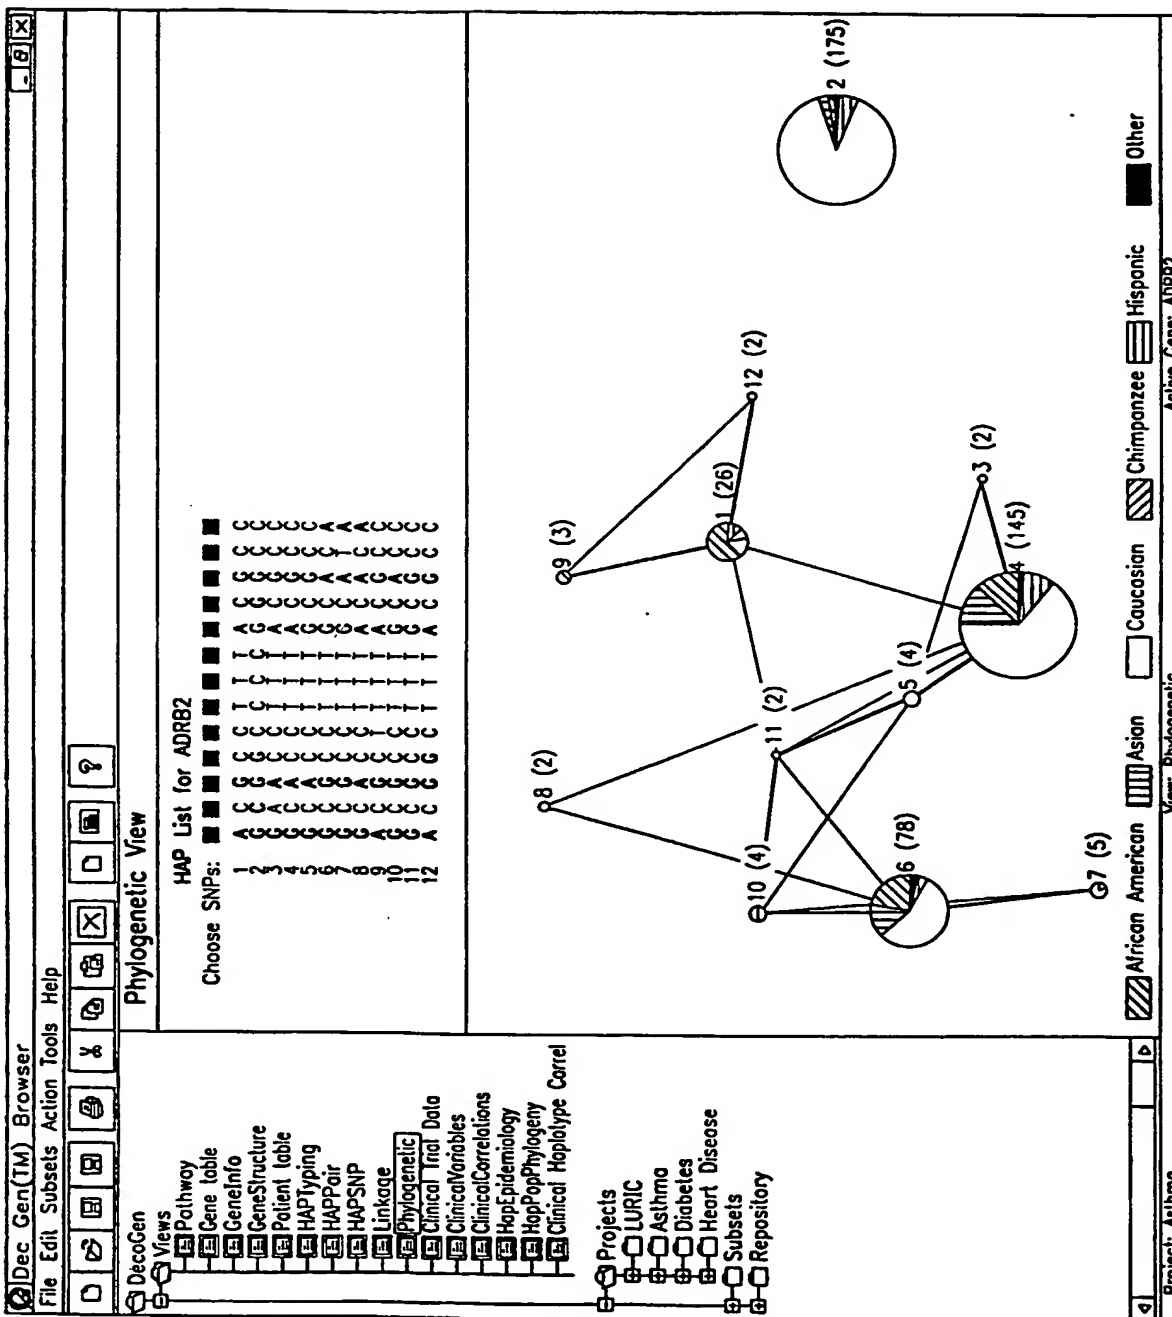 Dec Gen(TM) Browser
File Edit Subsets Action Tools Help
DecoGen
Views
Pathway
Gene table
GeneInfo
GeneStructure
Patient table
HAPTyping
HAPPair
HAPSNP
Linkage
Phylogenetic
Clinical Trial Data
ClinicalVariables
ClinicalCorrelations
HapEpidemiology
HapPopPhylogeny
Clinical Haplotype Correl
Projects
LURIC
Asthma
Diabetes
Heart Disease
Subsets
Repository
Phylogenetic View
HAP List for ADRB2
Choose SNPs:
1 A C G C C T T T A C G C C
2 G C G G C C C C G G G C C
3 G A A C C T T T A C G C C
4 G C A C C T T T A C G C C
5 G C A C C T T T G C G C C
6 G C G C C T T T G C A C A
7 G C G C C T T T G C A T A
8 G C A C C T T T A C A C A
9 A C G C T T T T A C G C C
10 G C G C C T T T G C A C C
11 G C G C C T T T G C G C C
12 A C G G C T T T A C G C C
8 (2)
9 (3)
10 (4)
11 (2)
1 (26)
12 (2)
2 (175)
6 (78)
5 (4)
3 (2)
4 (145)
7 (5)
African American Asian Caucasian Chimpanzee Hispanic Other
Project: Asthma View: Phylogenetic Active Gene: ADRB2